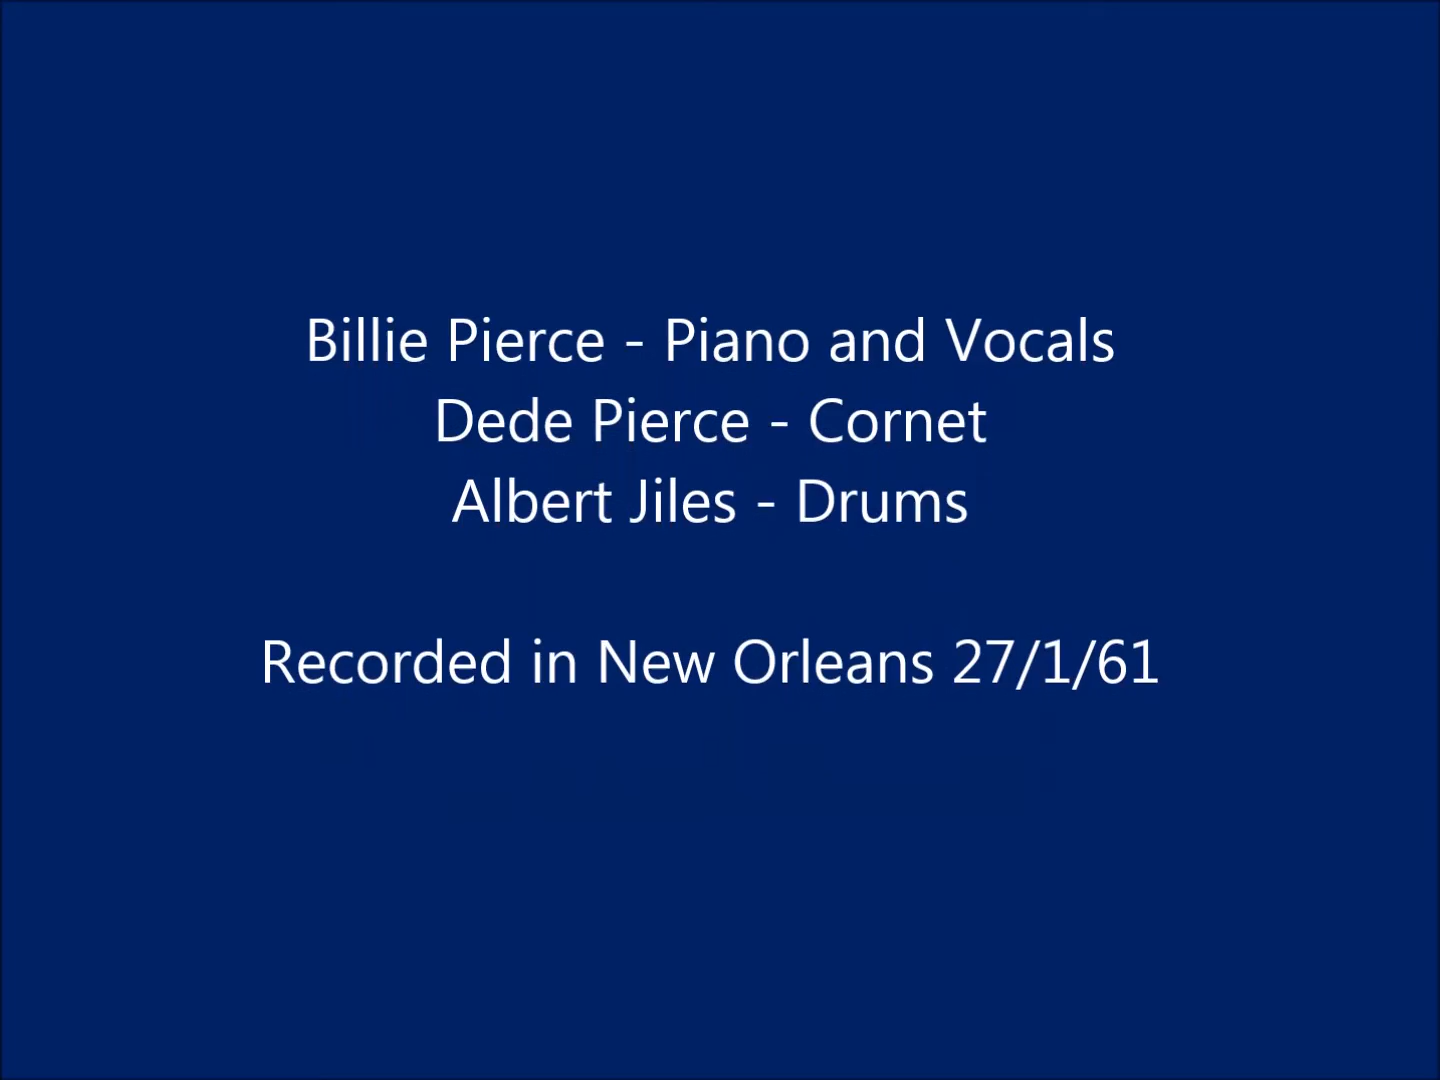 Billie Pierce - Piano and Vocals
Dede Pierce - Cornet
Albert Jiles - Drums
Recorded in New Orleans 27/1/61